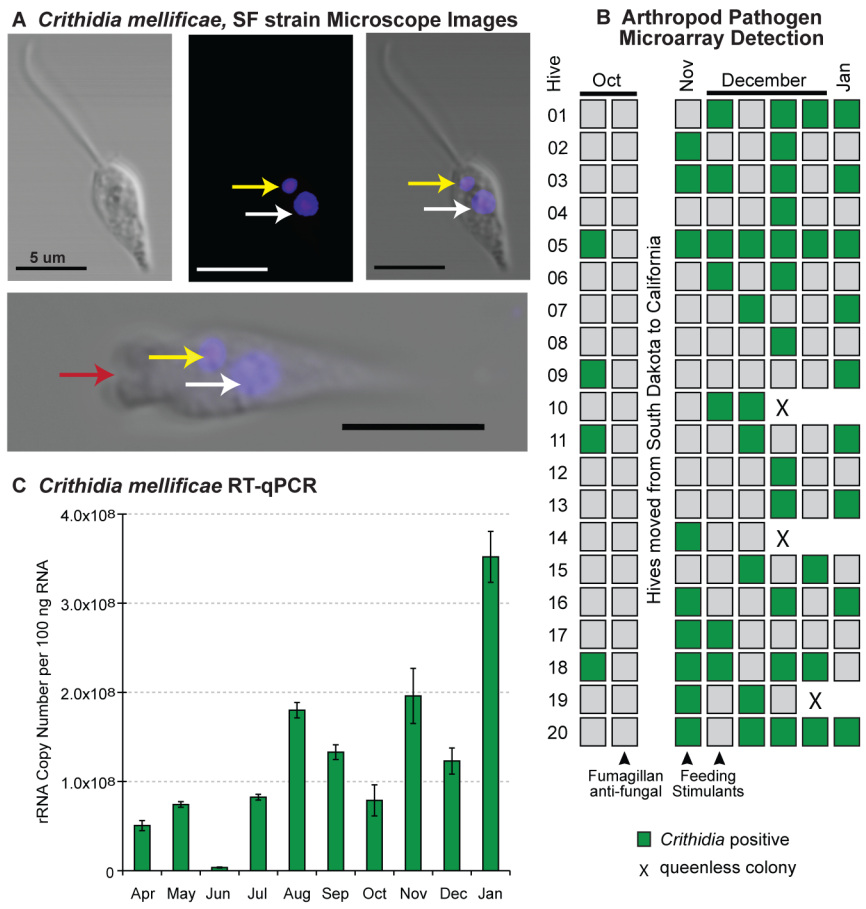 A Crithidia mellificae, SF strain Microscope Images
5 um
B Arthropod Pathogen
Microarray Detection
Hive
Oct
Nov
December
Jan
01
02
03
04
05
06
07
08
09
10 X
11
12
13
14 X
15
16
17
18
19 X
20
Hives moved from South Dakota to California
Fumagillan
anti-fungal
Feeding
Stimulants
Crithidia positive
X queenless colony
C Crithidia mellificae RT-qPCR
rRNA Copy Number per 100 ng RNA
4.0x10⁸
3.0x10⁸
2.0x10⁸
1.0x10⁸
0
Apr May Jun Jul Aug Sep Oct Nov Dec Jan